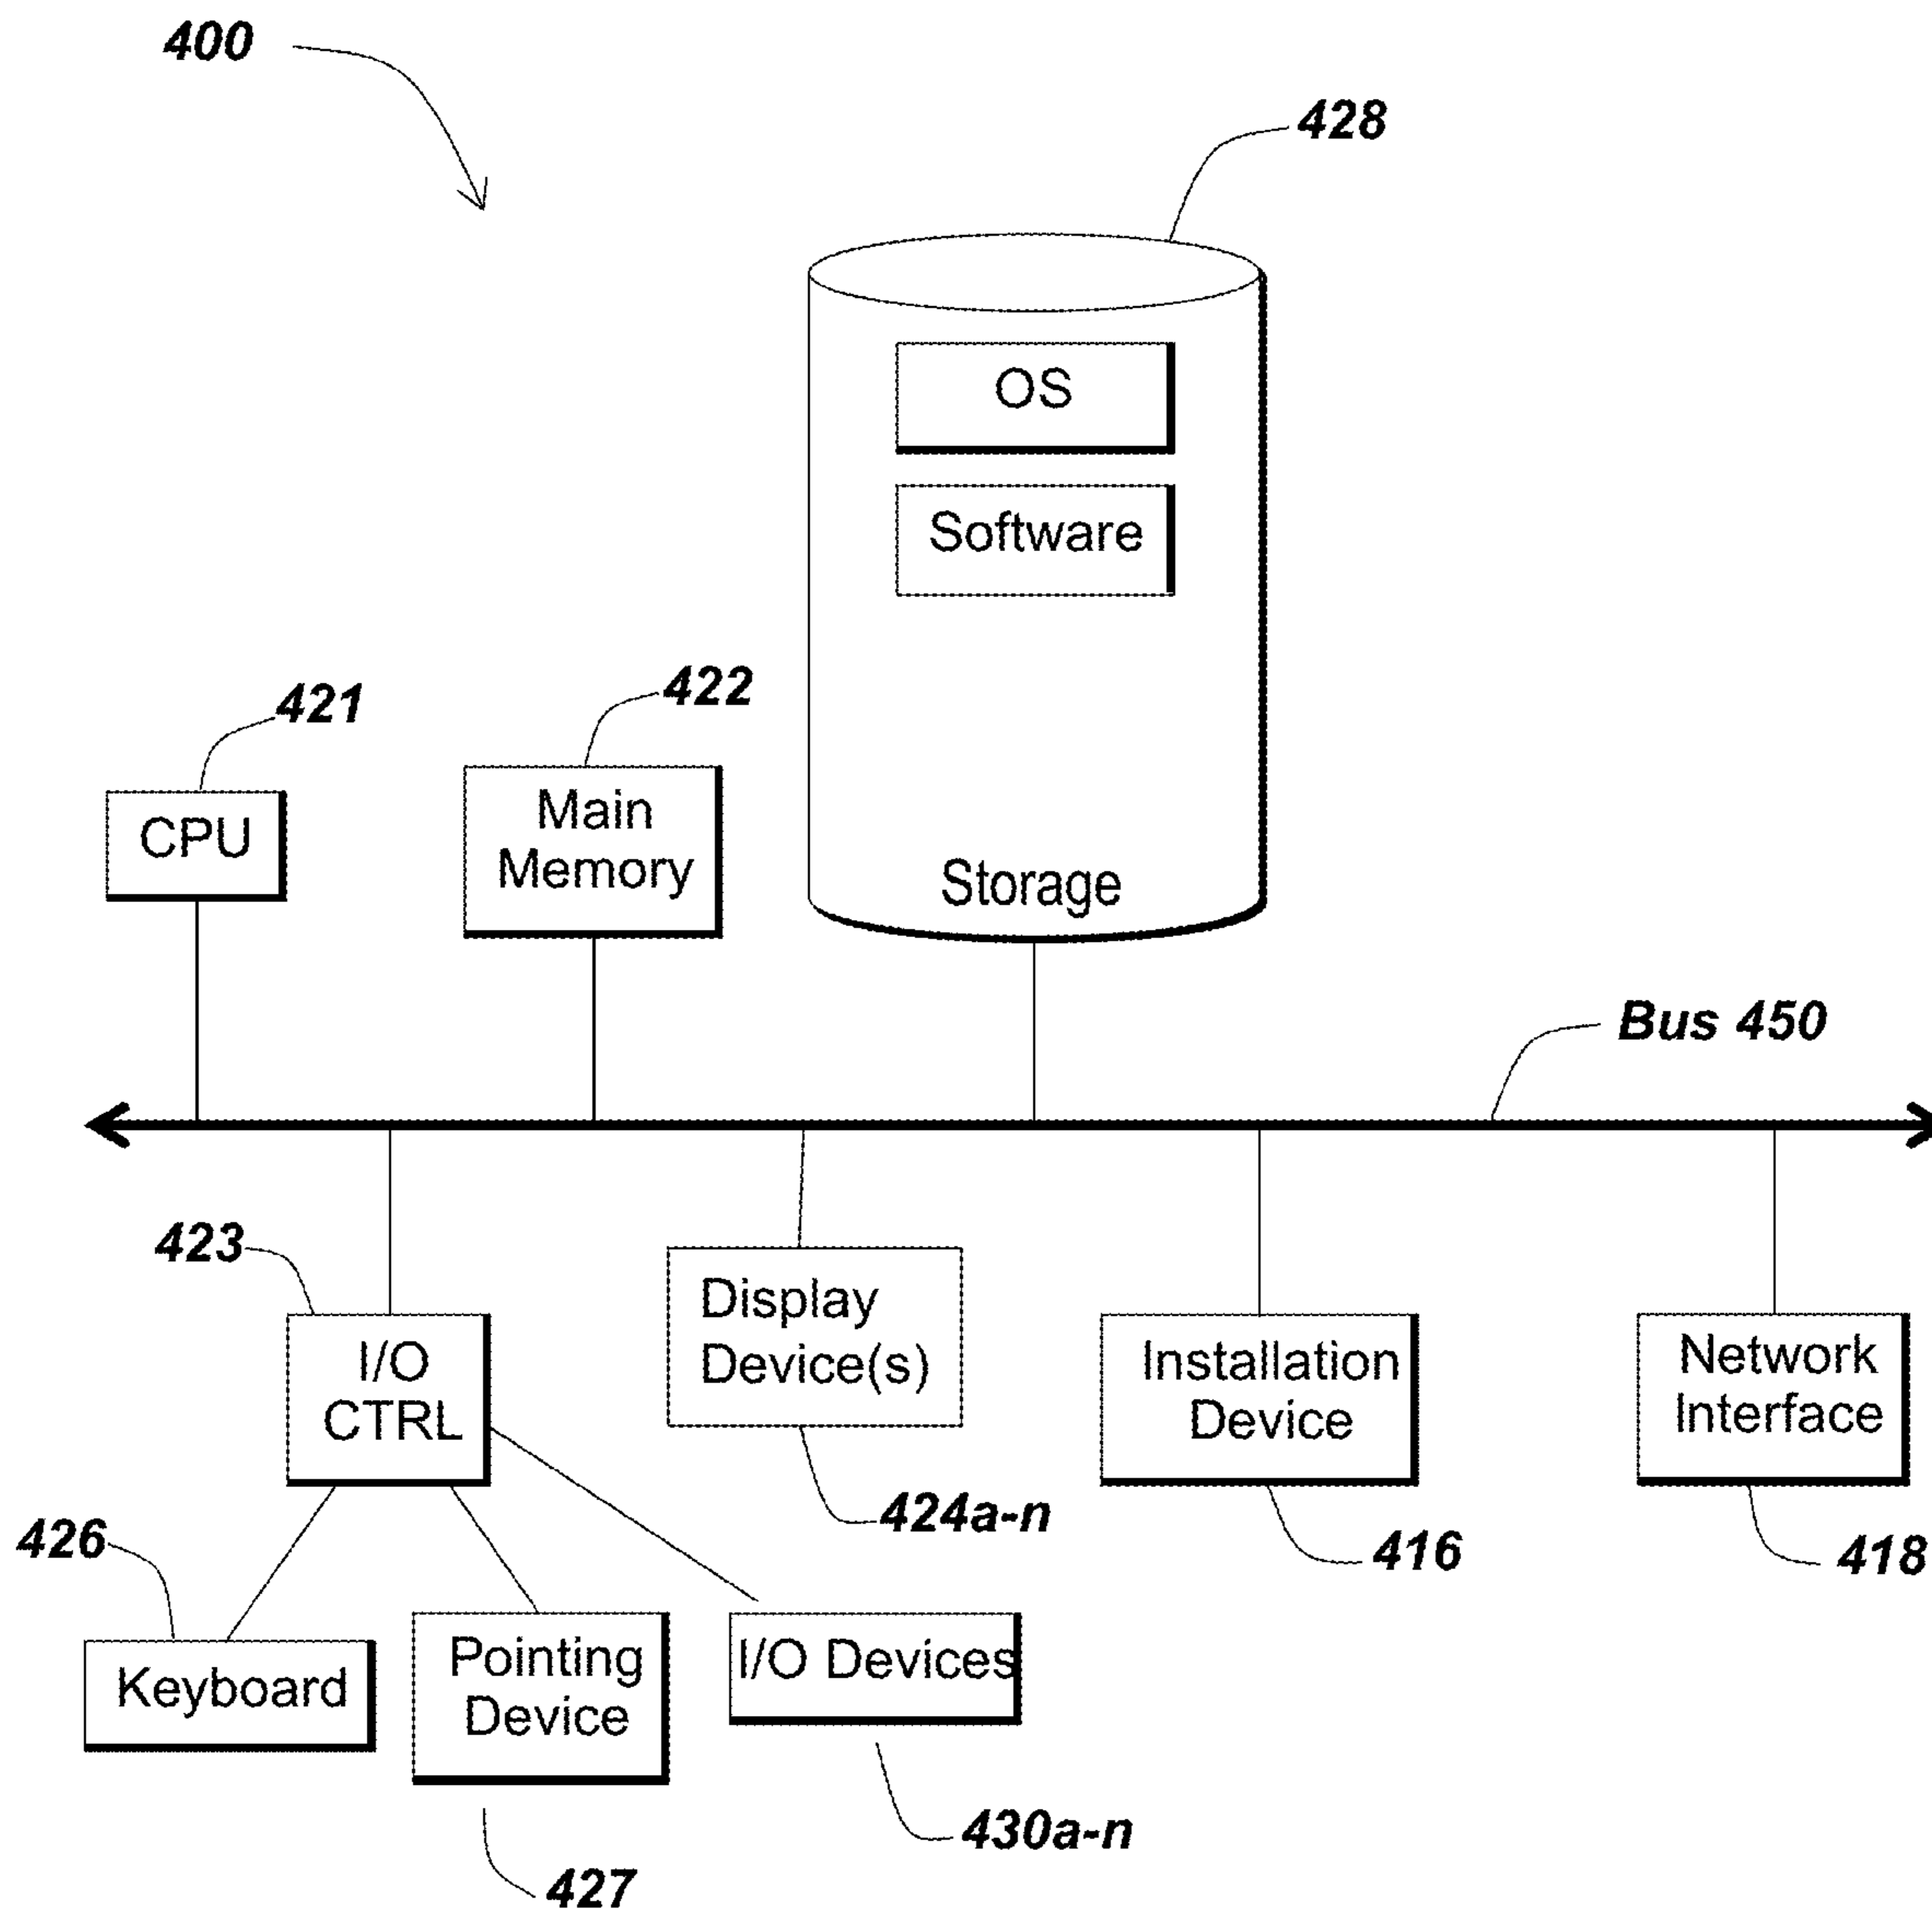 400
428
OS
Software
421
422
CPU
Main
Memory
Storage
Bus 450
423
Display
Device(s)
I/O
CTRL
Installation
Device
Network
Interface
424a-n
426
416
418
Keyboard
Pointing
Device
I/O Devices
430a-n
427